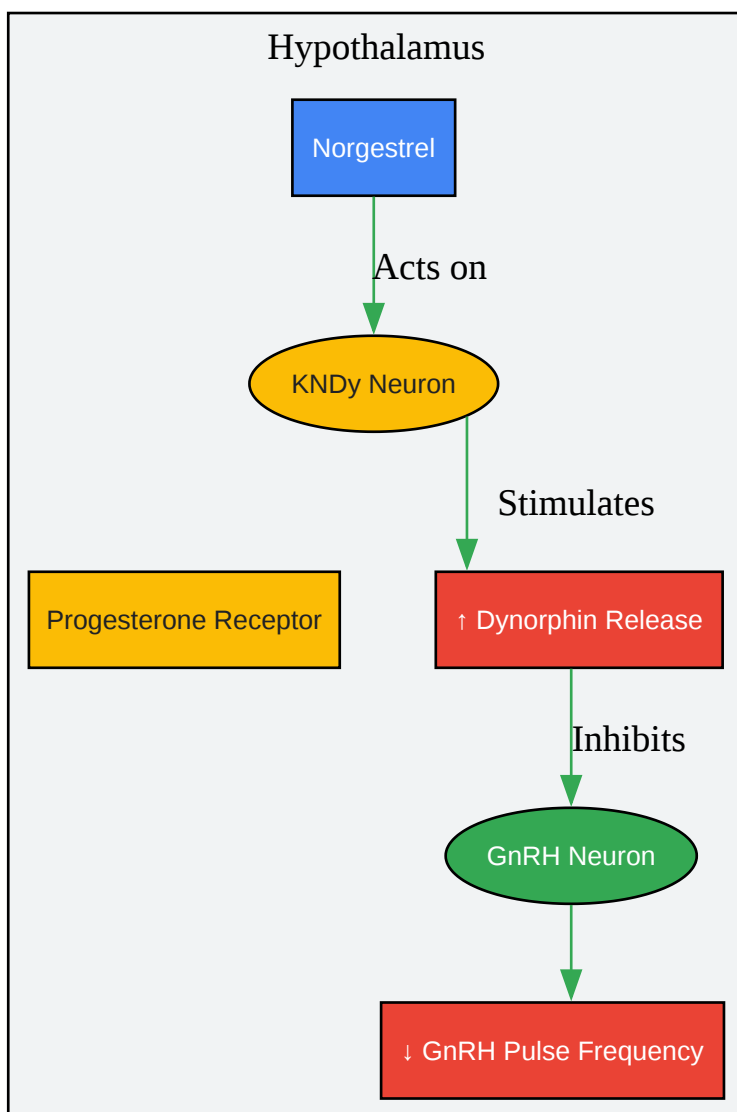 Hypothalamus
Norgestrel
Acts on
KNDy Neuron
Stimulates
Progesterone Receptor
↑ Dynorphin Release
Inhibits
GnRH Neuron
↓ GnRH Pulse Frequency